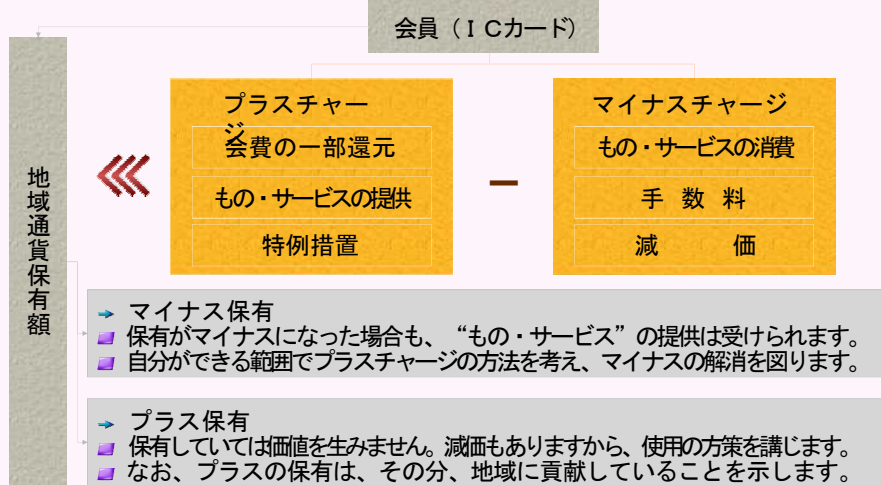 会員（ＩＣカード）
プラスチャー
ジ
会費の一部還元
もの・サービスの提供
特例措置
−
マイナスチャージ
もの・サービスの消費
手 数 料
減 価
地域通貨保有額
マイナス保有
保有がマイナスになった場合も、“もの・サービス”の提供は受けられます。
自分ができる範囲でプラスチャージの方法を考え、マイナスの解消を図ります。
プラス保有
保有していては価値を生みません。減価もありますから、使用の方策を講じます。
なお、プラスの保有は、その分、地域に貢献していることを示します。